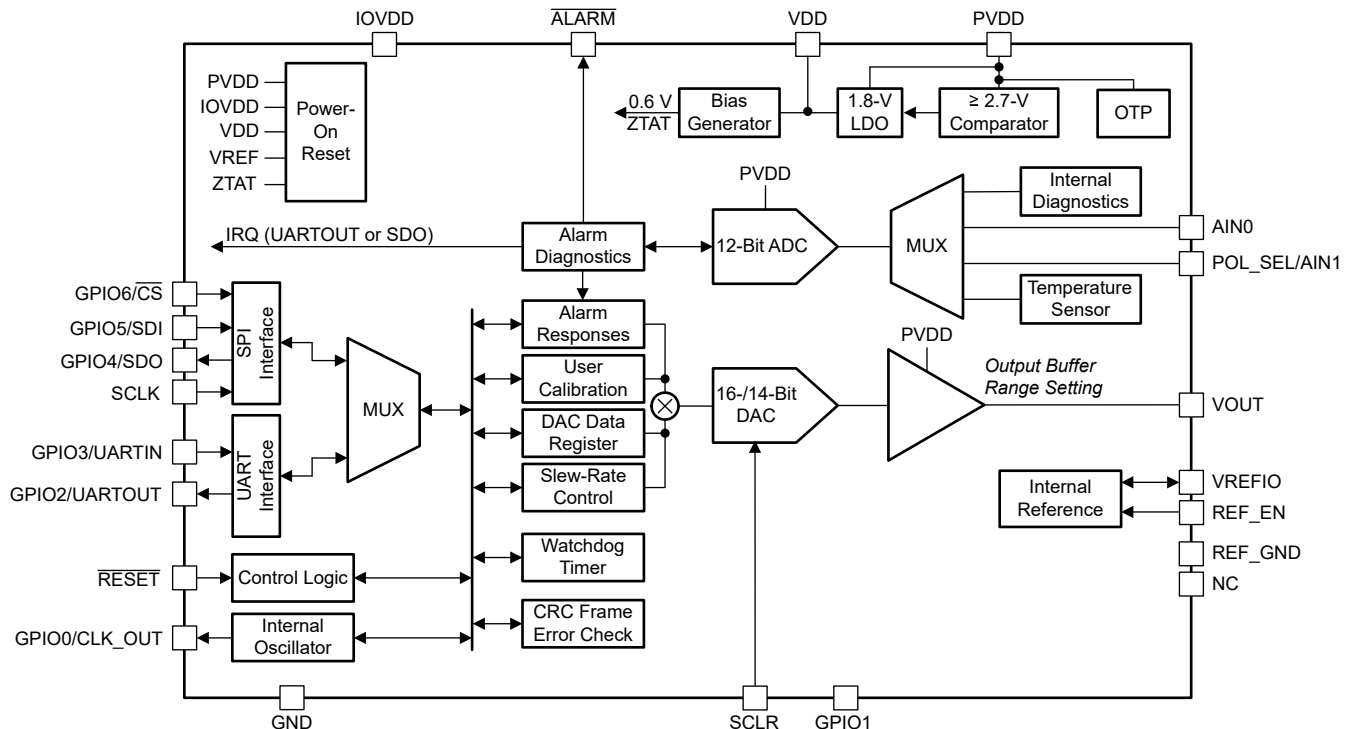 IOVDD
ALARM
VDD
PVDD
PVDD
IOVDD
VDD
VREF
ZTAT
Power-
On
Reset
0.6 V
ZTAT
Bias
Generator
1.8-V
LDO
≥ 2.7-V
Comparator
OTP
PVDD
Internal
Diagnostics
IRQ (UARTOUT or SDO)
Alarm
Diagnostics
12-Bit ADC
MUX
AIN0
POL_SEL/AIN1
Temperature
Sensor
GPIO6/CS
GPIO5/SDI
GPIO4/SDO
SCLK
SPI
Interface
Alarm
Responses
User
Calibration
MUX
DAC Data
Register
Slew-Rate
Control
16-/14-Bit
DAC
PVDD
Output Buffer
Range Setting
VOUT
GPIO3/UARTIN
GPIO2/UARTOUT
UART
Interface
Internal
Reference
VREFIO
REF_EN
REF_GND
NC
RESET
Control Logic
Watchdog
Timer
GPIO0/CLK_OUT
Internal
Oscillator
CRC Frame
Error Check
GND
SCLR
GPIO1